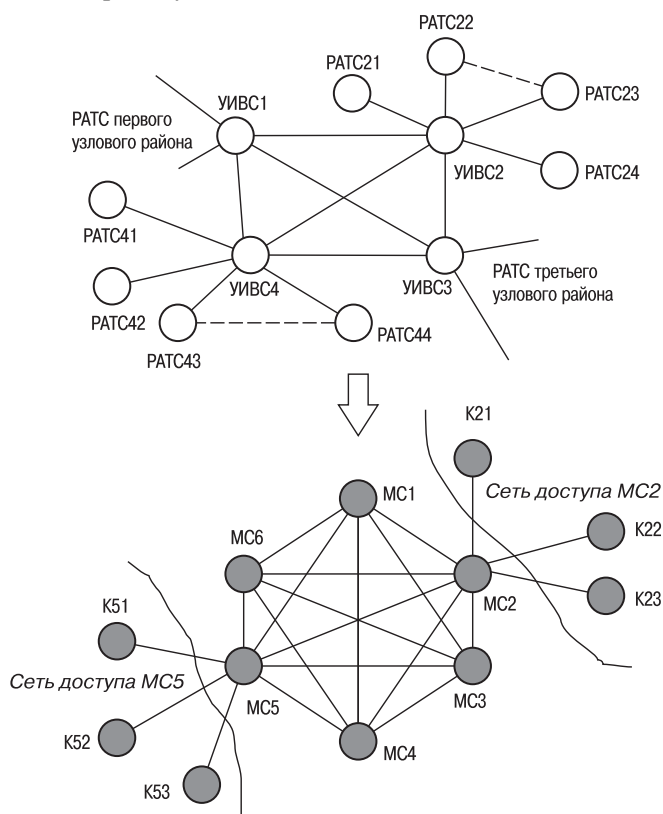 РАТС22
РАТС21
РАТС23
УИВС1
РАТС первого
узлового района
УИВС2
РАТС24
РАТС41
УИВС4
УИВС3
РАТС третьего
узлового района
РАТС42
РАТС43
РАТС44
К21
МС1
Сеть доступа МС2
К22
МС6
МС2
К23
К51
Сеть доступа МС5
МС5
МС3
К52
МС4
К53